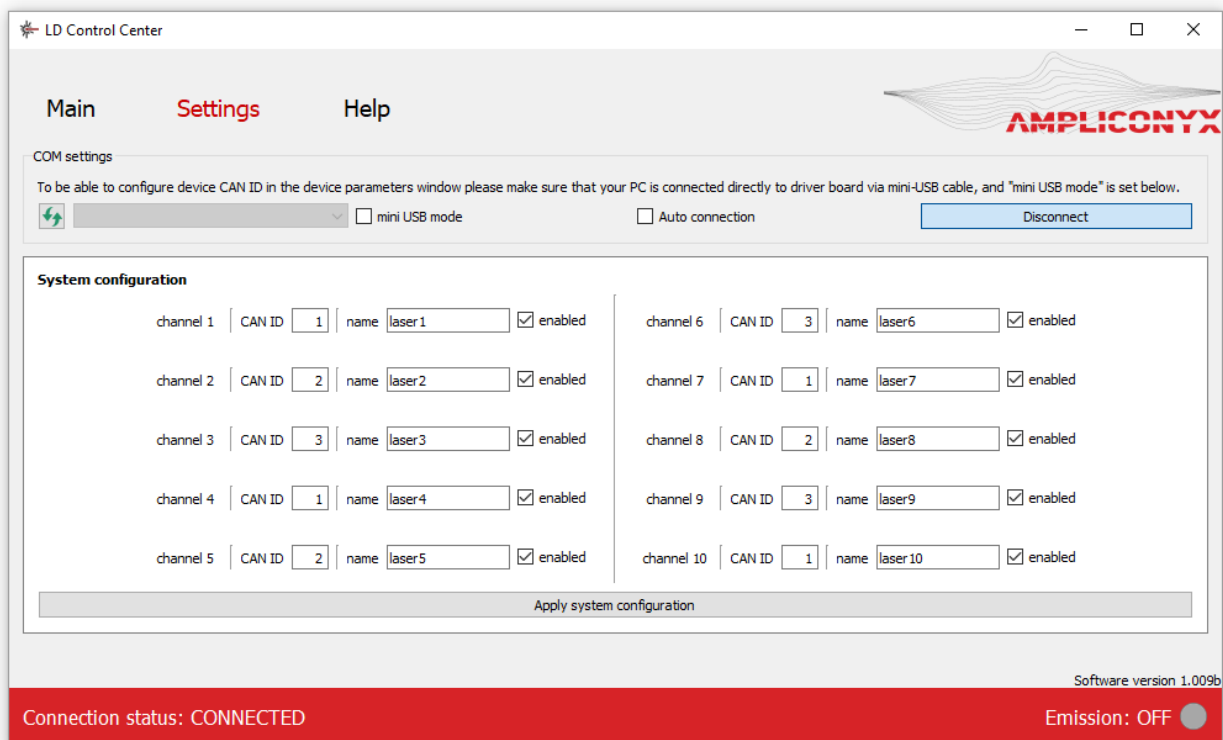 LD Control Center
Main Settings Help
AMPLICONYX
COM settings
To be able to configure device CAN ID in the device parameters window please make sure that your PC is connected directly to driver board via mini-USB cable, and "mini USB mode" is set below.
mini USB mode Auto connection Disconnect
System configuration
channel 1 CAN ID 1 name laser1 enabled channel 6 CAN ID 3 name laser6 enabled
channel 2 CAN ID 2 name laser2 enabled channel 7 CAN ID 1 name laser7 enabled
channel 3 CAN ID 3 name laser3 enabled channel 8 CAN ID 2 name laser8 enabled
channel 4 CAN ID 1 name laser4 enabled channel 9 CAN ID 3 name laser9 enabled
channel 5 CAN ID 2 name laser5 enabled channel 10 CAN ID 1 name laser10 enabled
Apply system configuration
Software version 1.009b
Connection status: CONNECTED Emission: OFF